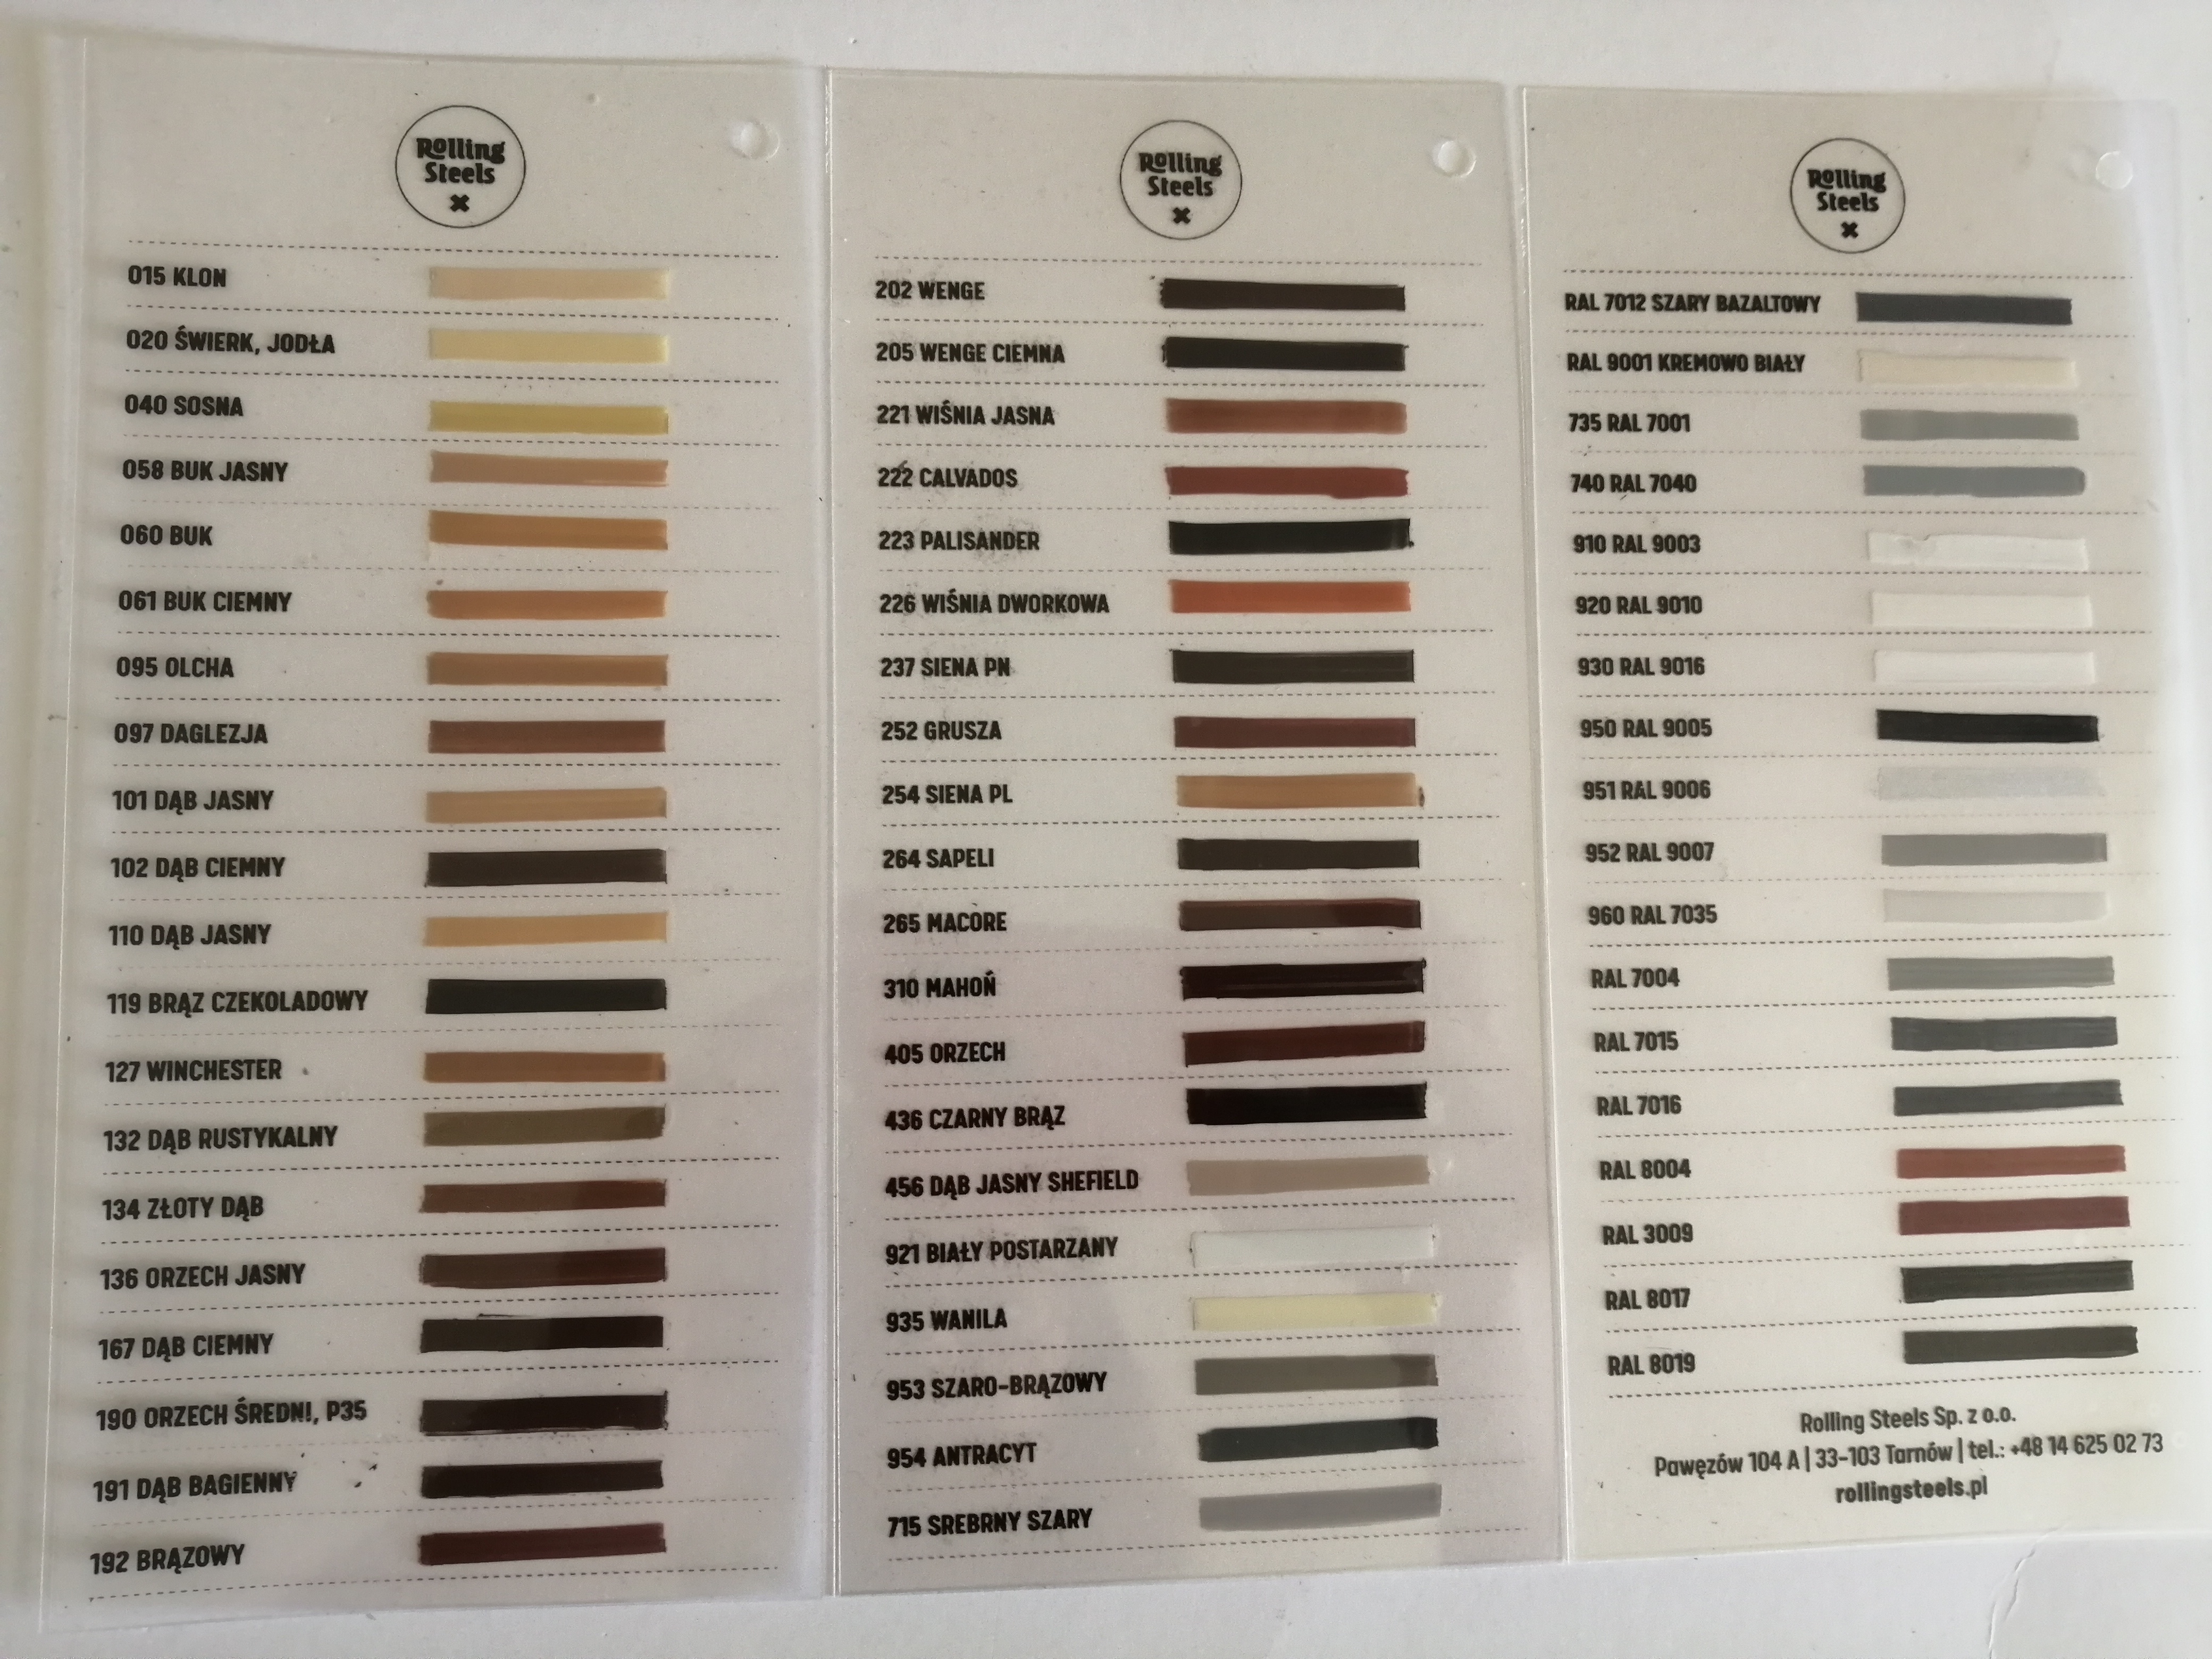 Rolling
Steels
015 KLON
020 ŚWIERK, JODŁA
040 SOSNA
058 BUK JASNY
060 BUK
061 BUK CIEMNY
095 OLCHA
097 DAGLEZJA
101 DĄB JASNY
102 DĄB CIEMNY
110 DĄB JASNY
119 BRĄZ CZEKOLADOWY
127 WINCHESTER
132 DĄB RUSTYKALNY
134 ZŁOTY DĄB
136 ORZECH JASNY
167 DĄB CIEMNY
190 ORZECH ŚREDNI, P35
191 DĄB BAGIENNY
192 BRĄZOWY
Rolling
Steels
202 WENGE
205 WENGE CIEMNA
221 WIŚNIA JASNA
222 CALVADOS
223 PALISANDER
226 WIŚNIA DWORKOWA
237 SIENA PN
252 GRUSZA
254 SIENA PL
264 SAPELI
265 MACORE
310 MAHOŃ
405 ORZECH
436 CZARNY BRĄZ
456 DĄB JASNY SHEFIELD
921 BIAŁY POSTARZANY
935 WANILA
953 SZARO-BRĄZOWY
954 ANTRACYT
715 SREBRNY SZARY
Rolling
Steels
RAL 7012 SZARY BAZALTOWY
RAL 9001 KREMOWO BIAŁY
735 RAL 7001
740 RAL 7040
910 RAL 9003
920 RAL 9010
930 RAL 9016
950 RAL 9005
951 RAL 9006
952 RAL 9007
960 RAL 7035
RAL 7004
RAL 7015
RAL 7016
RAL 8004
RAL 3009
RAL 8017
RAL 8019
Rolling Steels Sp. z o.o.
Pawęzów 104 A | 33-103 Tarnów | tel.: +48 14 625 02 73
rollingsteels.pl